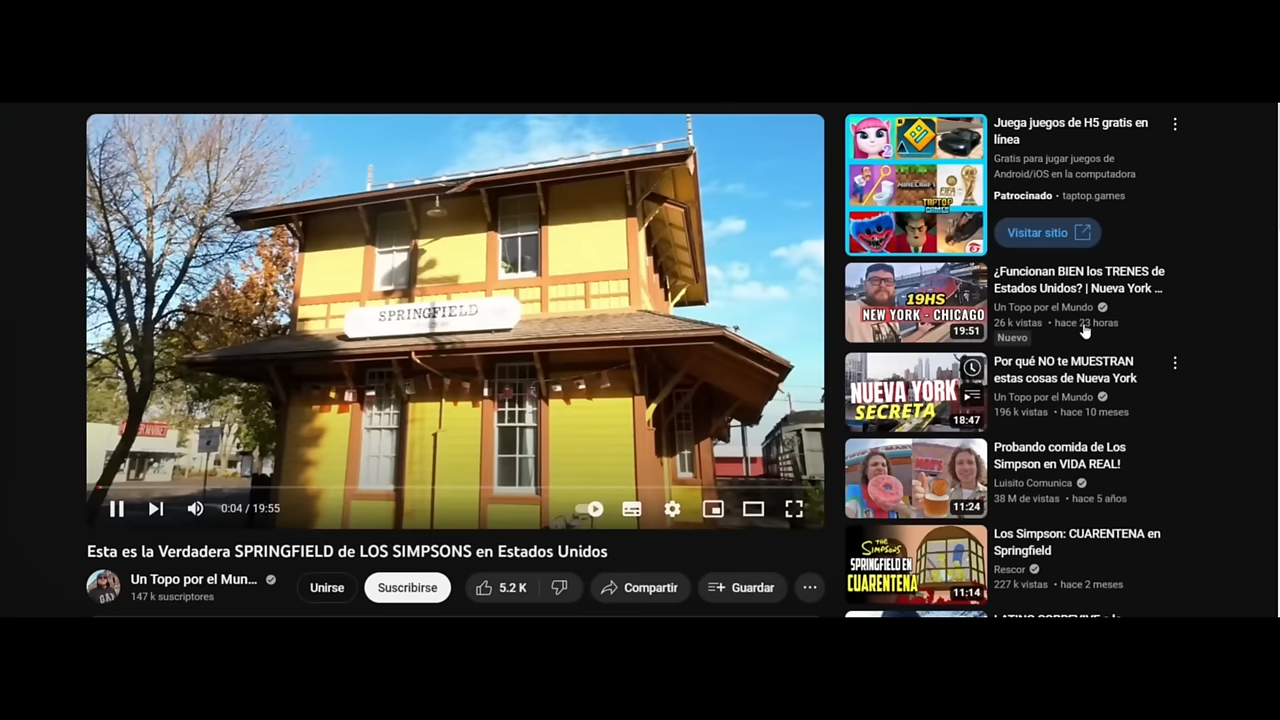 SPRINGFIELD
MARKET
0:04 / 19:55
Esta es la Verdadera SPRINGFIELD de LOS SIMPSONS en Estados Unidos
Un Topo por el Mun...
147 k suscriptores
Unirse
Suscribirse
5.2 K
Compartir
Guardar
Juega juegos de H5 gratis en
línea
Gratis para jugar juegos de
Android/iOS en la computadora
Patrocinado • taptop.games
Visitar sitio
2
MINECRAFT
TAPTOP
GAMES
FIFA
¿Funcionan BIEN los TRENES de
Estados Unidos? | Nueva York ...
Un Topo por el Mundo
26 k vistas • hace 23 horas
Nuevo
19HS
NEW YORK - CHICAGO
19:51
Por qué NO te MUESTRAN
estas cosas de Nueva York
Un Topo por el Mundo
196 k vistas • hace 10 meses
NUEVA YORK
SECRETA
18:47
Probando comida de Los
Simpson en VIDA REAL!
Luisito Comunica
38 M de vistas • hace 5 años
11:24
Los Simpson: CUARENTENA en
Springfield
Rescor
227 k vistas • hace 2 meses
THE
SIMPSONS
SPRINGFIELD EN
CUARENTENA
11:14